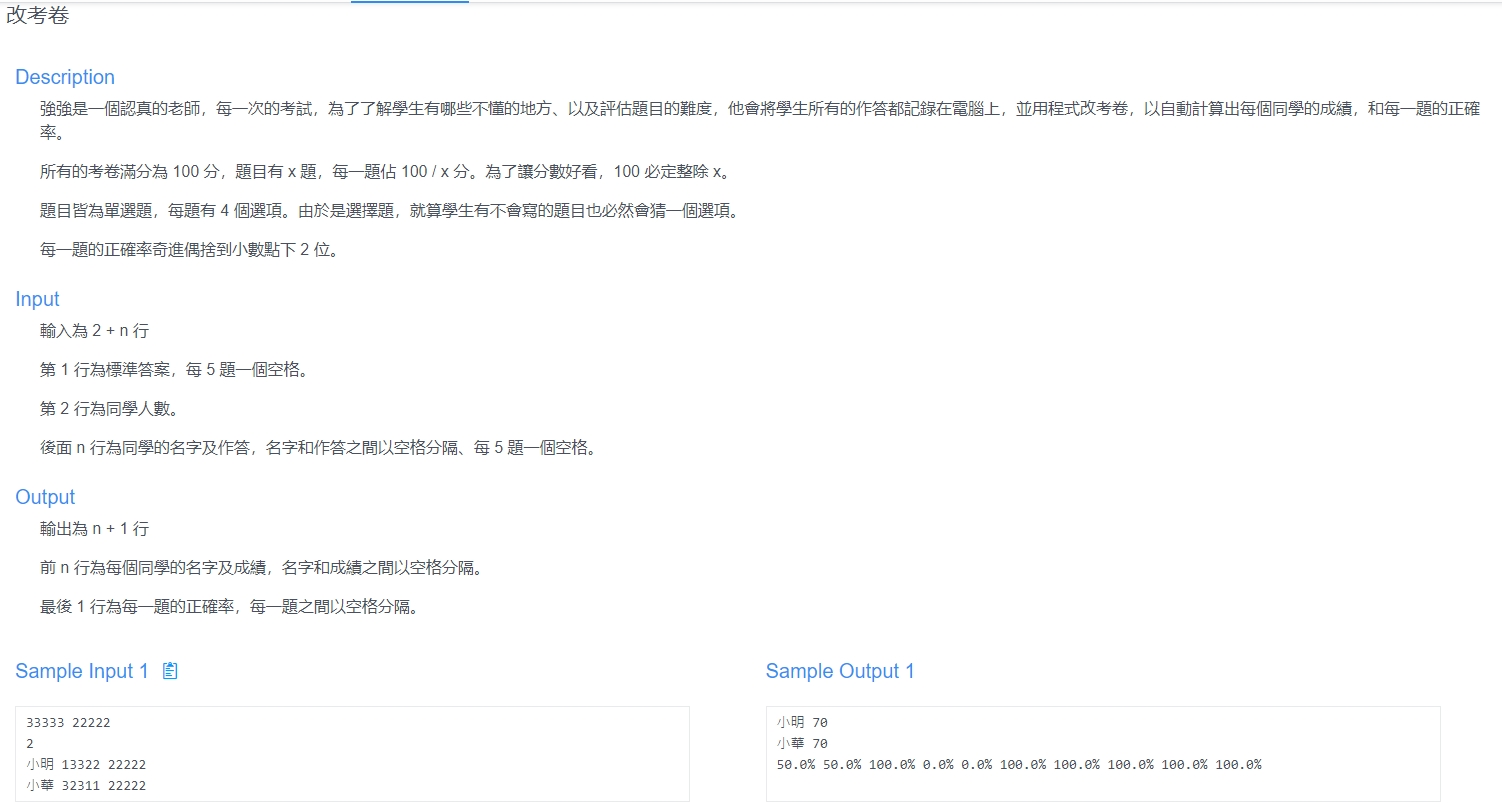 改考卷
Description
強強是一個認真的老師，每一次的考試，為了了解學生有哪些不懂的地方、以及評估題目的難度，他會將學生所有的作答都記錄在電腦上，並用程式改考卷，以自動計算出每個同學的成績，和每一題的正確
率。
所有的考卷滿分為 100 分，題目有 x 題，每一題佔 100 / x 分。為了讓分數好看，100 必定整除 x。
題目皆為單選題，每題有 4 個選項。由於是選擇題，就算學生有不會寫的題目也必然會猜一個選項。
每一題的正確率奇進偶捨到小數點下 2 位。
Input
輸入為 2 + n 行
第 1 行為標準答案，每 5 題一個空格。
第 2 行為同學人數。
後面 n 行為同學的名字及作答，名字和作答之間以空格分隔、每 5 題一個空格。
Output
輸出為 n + 1 行
前 n 行為每個同學的名字及成績，名字和成績之間以空格分隔。
最後 1 行為每一題的正確率，每一題之間以空格分隔。
Sample Input 1
33333 22222
2
小明 13322 22222
小華 32311 22222
Sample Output 1
小明 70
小華 70
50.0% 50.0% 100.0% 0.0% 0.0% 100.0% 100.0% 100.0% 100.0% 100.0%